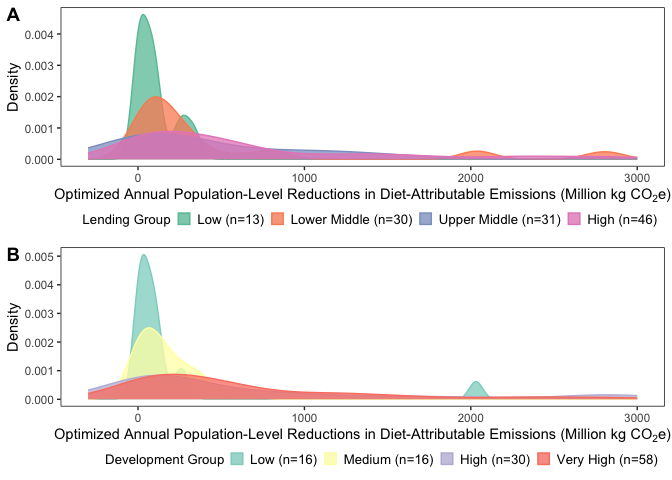 A
Density
0.004
0.003
0.002
0.001
0.000
0 1000 2000 3000
Optimized Annual Population-Level Reductions in Diet-Attributable Emissions (Million kg CO₂e)
Lending Group Low (n=13) Lower Middle (n=30) Upper Middle (n=31) High (n=46)
B
Density
0.005
0.004
0.003
0.002
0.001
0.000
0 1000 2000 3000
Optimized Annual Population-Level Reductions in Diet-Attributable Emissions (Million kg CO₂e)
Development Group Low (n=16) Medium (n=16) High (n=30) Very High (n=58)